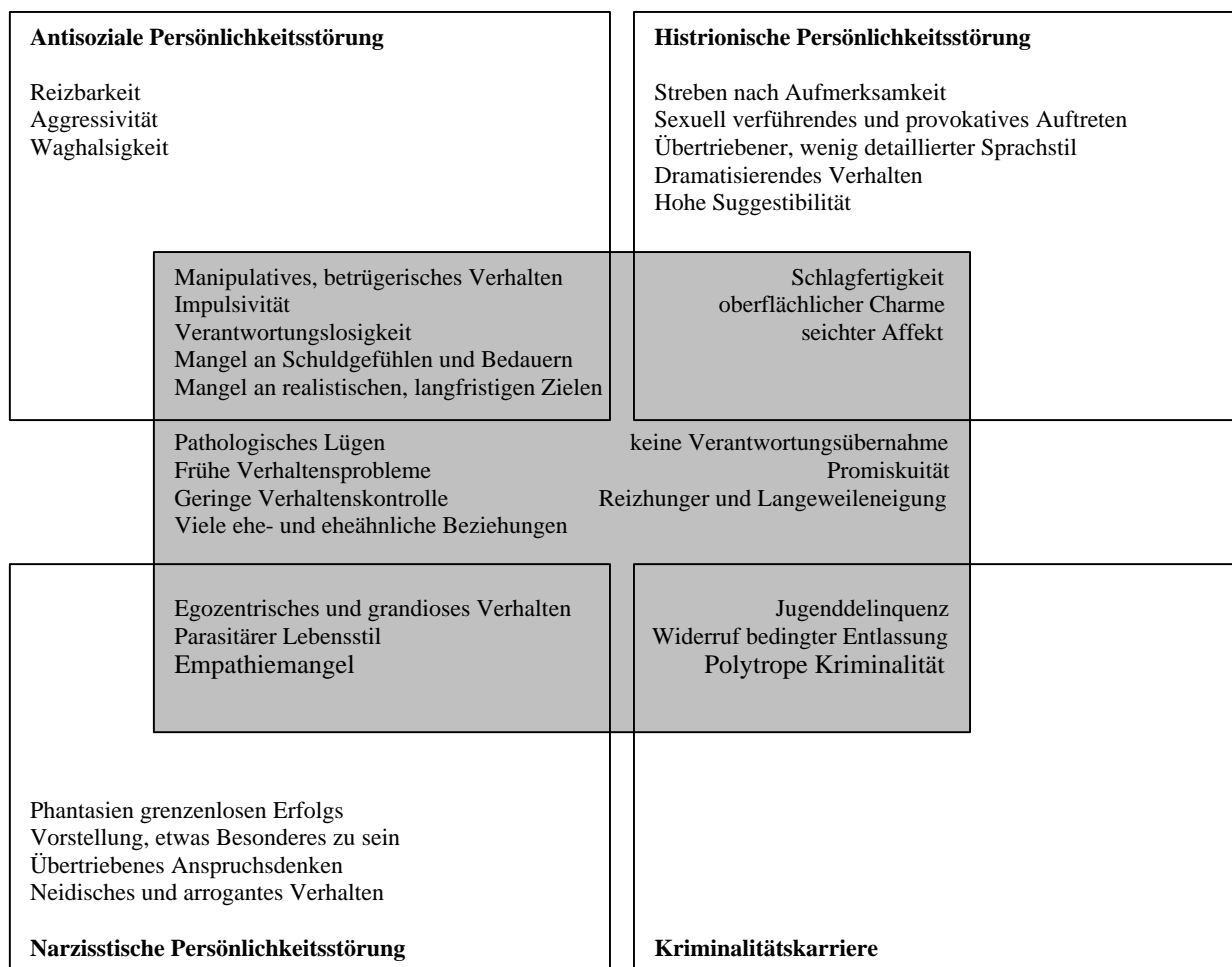 Antisoziale Persönlichkeitsstörung
Reizbarkeit
Aggressivität
Waghalsigkeit
Histrionische Persönlichkeitsstörung
Streben nach Aufmerksamkeit
Sexuell verführendes und provokatives Auftreten
Übertriebener, wenig detaillierter Sprachstil
Dramatisierendes Verhalten
Hohe Suggestibilität
Manipulatives, betrügerisches Verhalten
Impulsivität
Verantwortungslosigkeit
Mangel an Schuldgefühlen und Bedauern
Mangel an realistischen, langfristigen Zielen
Schlagfertigkeit
oberflächlicher Charme
seichter Affekt
Pathologisches Lügen
Frühe Verhaltensprobleme
Geringe Verhaltenskontrolle
Viele ehe- und eheähnliche Beziehungen
keine Verantwortungsübernahme
Promiskuität
Reizhunger und Langeweileneigung
Egozentrisches und grandioses Verhalten
Parasitärer Lebensstil
Empathiemangel
Jugenddelinquenz
Widerruf bedingter Entlassung
Polytrope Kriminalität
Phantasien grenzenlosen Erfolgs
Vorstellung, etwas Besonderes zu sein
Übertriebenes Anspruchsdenken
Neidisches und arrogantes Verhalten
Narzisstische Persönlichkeitsstörung
Kriminalitätskarriere